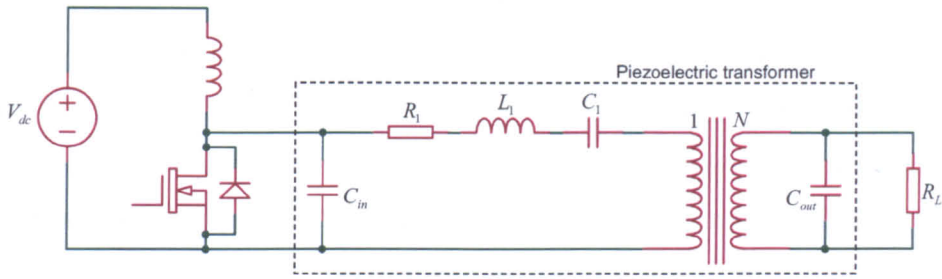 Piezoelectric transformer
V_dc
+
−
R_1
L_1
C_1
1
N
C_in
C_out
R_L